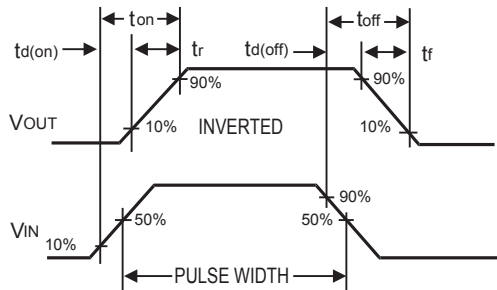 ton toff
td(on) tr td(off) tf
90% 90%
VOUT 10% INVERTED 10%
90%
VIN 50% 50%
10%
PULSE WIDTH